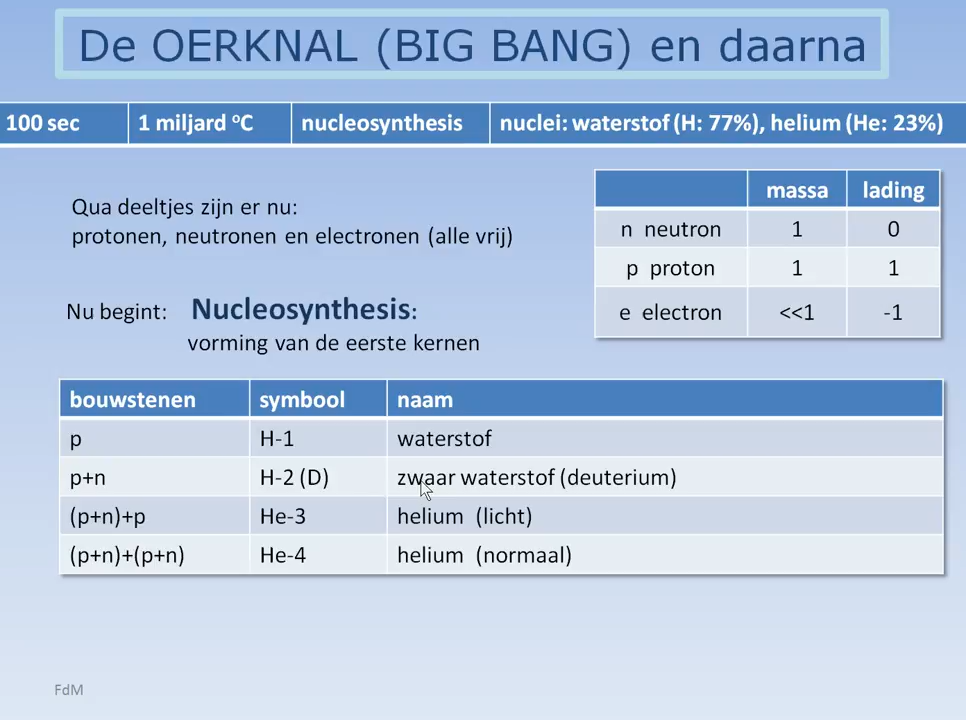 De OERKNAL (BIG BANG) en daarna
100 sec 1 miljard °C nucleosynthesis nuclei: waterstof (H: 77%), helium (He: 23%)
Qua deeltjes zijn er nu:
protonen, neutronen en electronen (alle vrij)
Nu begint: Nucleosynthesis:
vorming van de eerste kernen
massa lading
n neutron 1 0
p proton 1 1
e electron <<1 -1
bouwstenen symbool naam
p H-1 waterstof
p+n H-2 (D) zwaar waterstof (deuterium)
(p+n)+p He-3 helium (licht)
(p+n)+(p+n) He-4 helium (normaal)
FdM